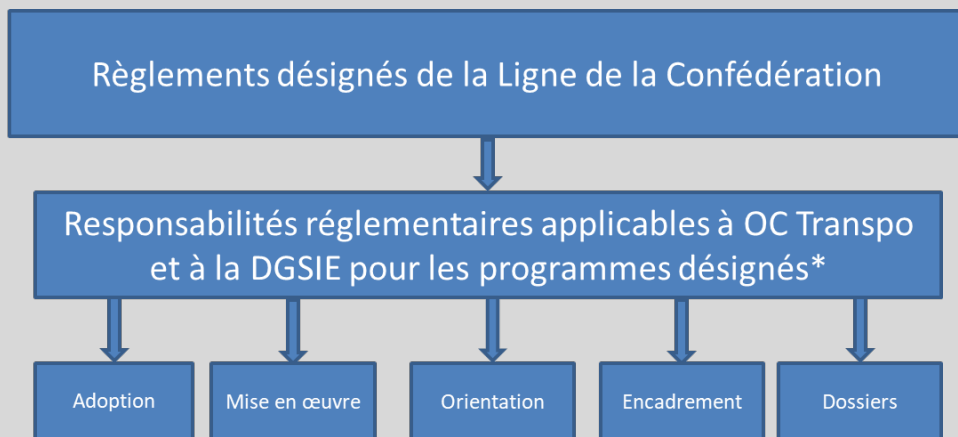 Règlements désignés de la Ligne de la Confédération
Responsabilités réglementaires applicables à OC Transpo
et à la DGSIE pour les programmes désignés*
Adoption
Mise en œuvre
Orientation
Encadrement
Dossiers